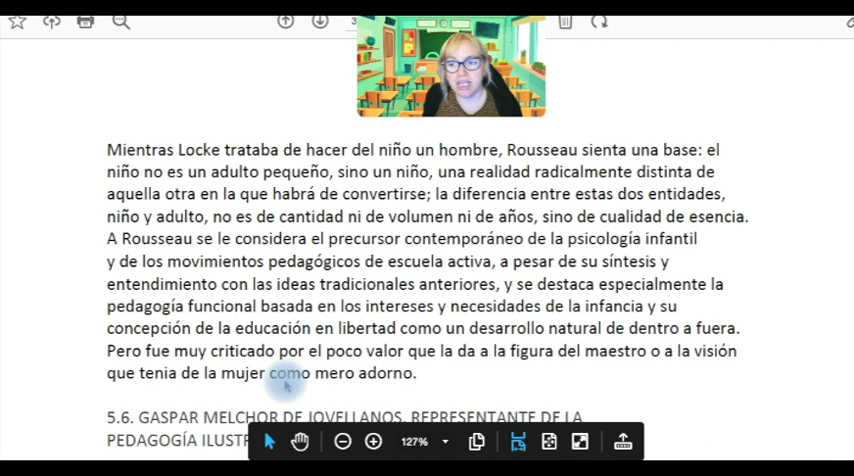 Mientras Locke trataba de hacer del niño un hombre, Rousseau sienta una base: el
niño no es un adulto pequeño, sino un niño, una realidad radicalmente distinta de
aquella otra en la que habrá de convertirse; la diferencia entre estas dos entidades,
niño y adulto, no es de cantidad ni de volumen ni de años, sino de cualidad de esencia.
A Rousseau se le considera el precursor contemporáneo de la psicología infantil
y de los movimientos pedagógicos de escuela activa, a pesar de su síntesis y
entendimiento con las ideas tradicionales anteriores, y se destaca especialmente la
pedagogía funcional basada en los intereses y necesidades de la infancia y su
concepción de la educación en libertad como un desarrollo natural de dentro a fuera.
Pero fue muy criticado por el poco valor que la da a la figura del maestro o a la visión
que tenia de la mujer como mero adorno.
5.6. GASPAR MELCHOR DE JOVELLANOS. REPRESENTANTE DE LA
PEDAGOGÍA ILUSTR
127%